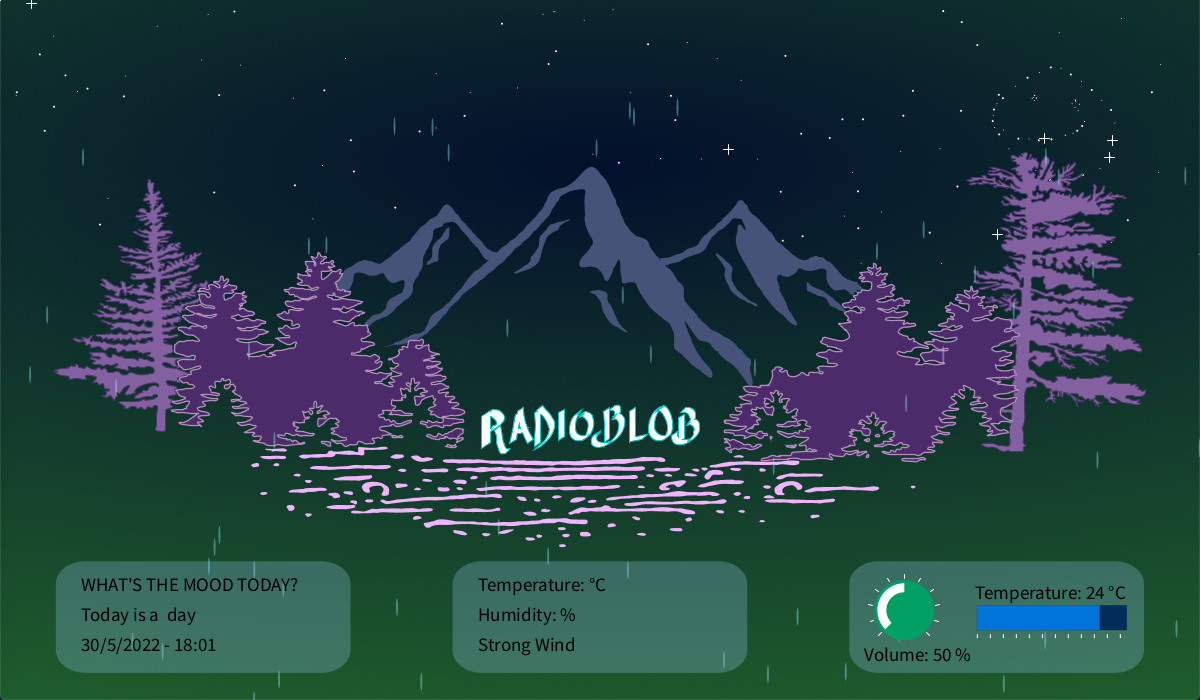 RADIOBLOB
WHAT'S THE MOOD TODAY?
Today is a  day
30/5/2022 - 18:01
Temperature: °C
Humidity: %
Strong Wind
Temperature: 24 °C
Volume: 50 %